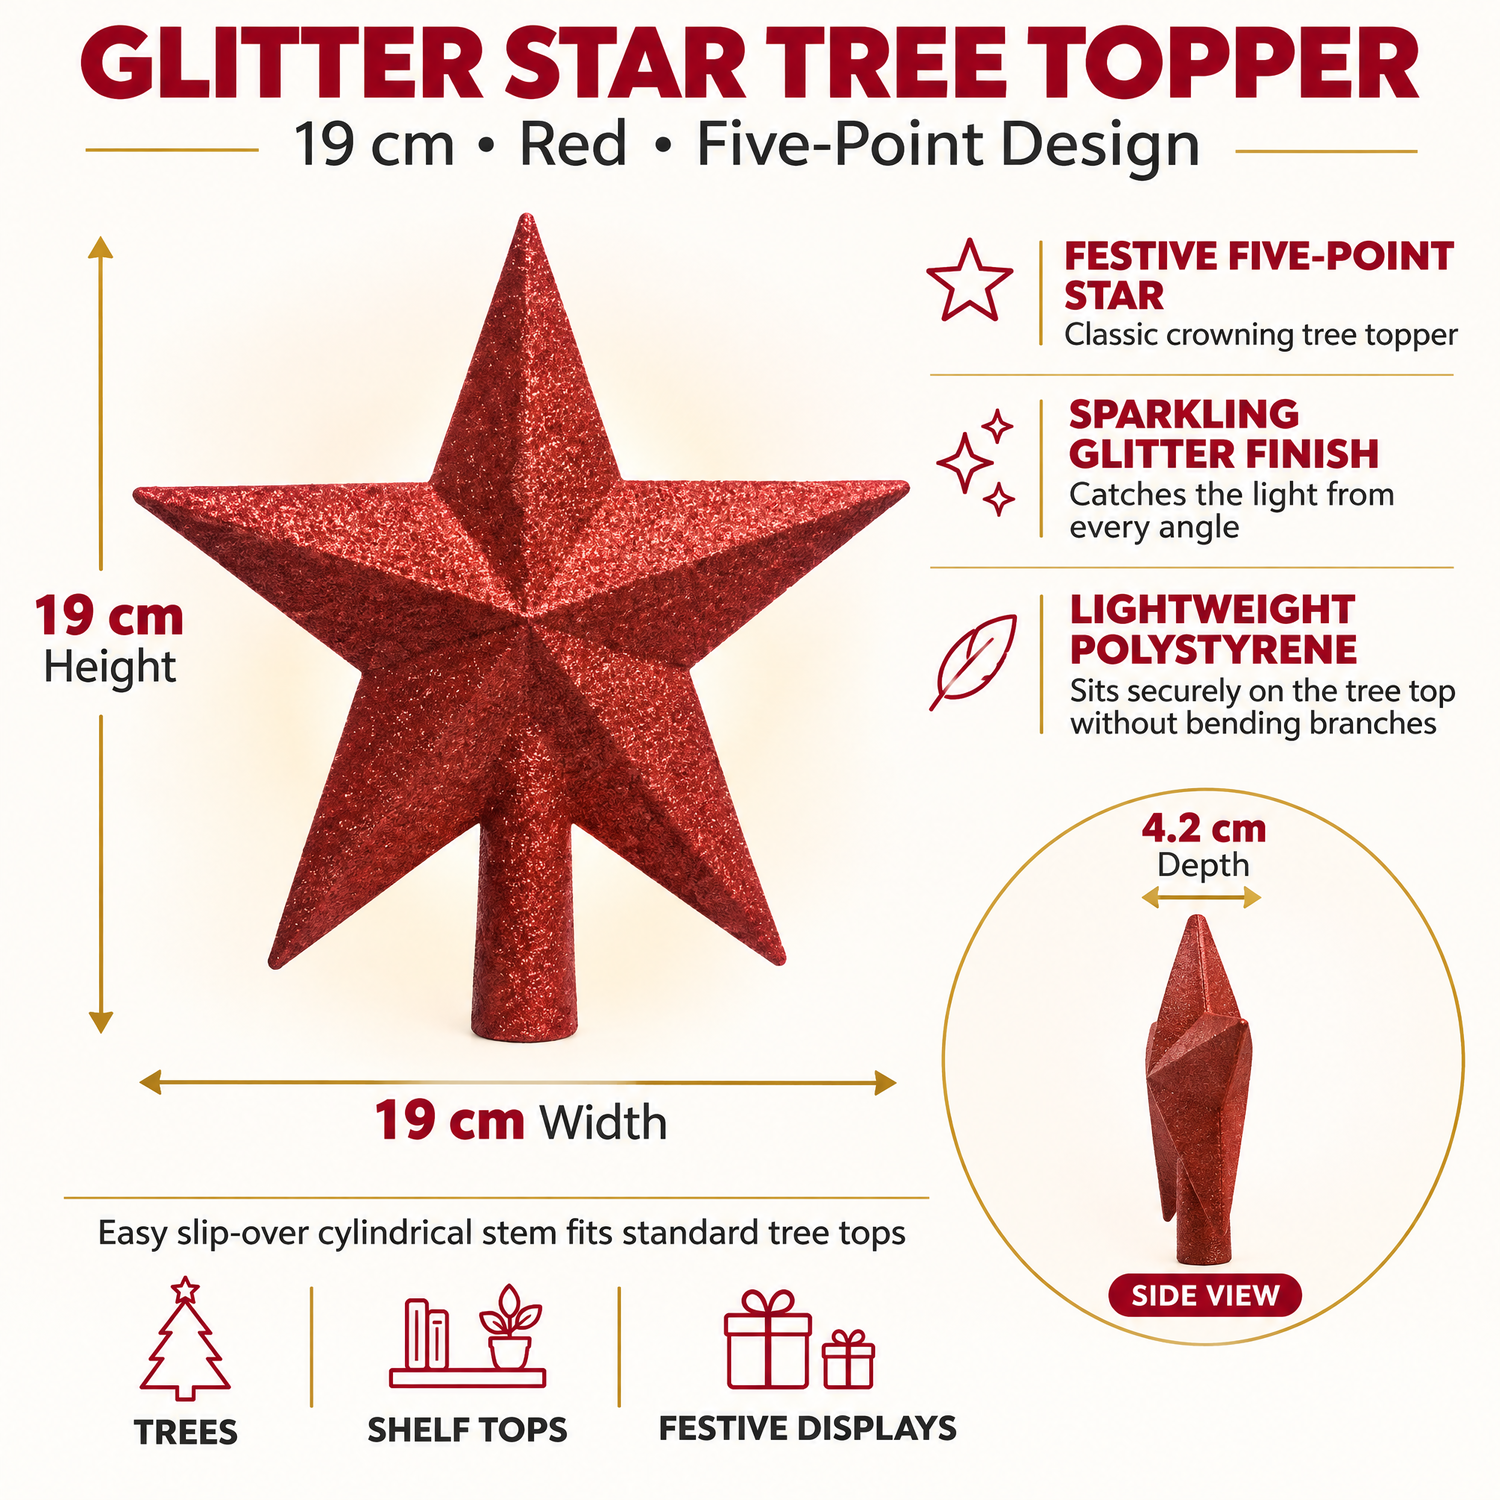 GLITTER STAR TREE TOPPER
19 cm • Red • Five-Point Design
FESTIVE FIVE-POINT
STAR
Classic crowning tree topper
SPARKLING
GLITTER FINISH
Catches the light from
every angle
LIGHTWEIGHT
POLYSTYRENE
Sits securely on the tree top
without bending branches
19 cm
Height
19 cm Width
4.2 cm
Depth
SIDE VIEW
Easy slip-over cylindrical stem fits standard tree tops
TREES
SHELF TOPS
FESTIVE DISPLAYS